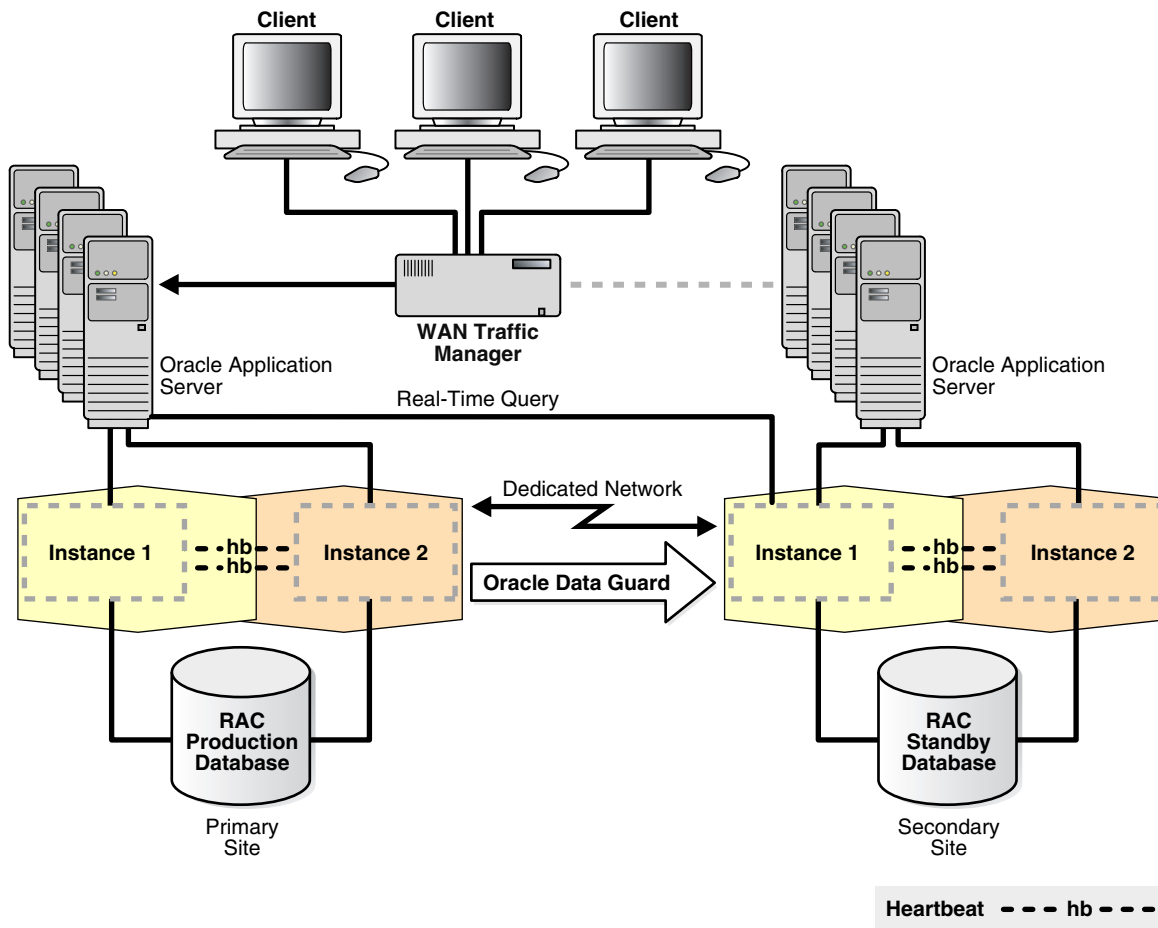 Client
Client
Client
WAN Traffic
Manager
Oracle Application
Server
Oracle Application
Server
Real-Time Query
Dedicated Network
Instance 1
hb
hb
Instance 2
Oracle Data Guard
Instance 1
hb
hb
Instance 2
RAC
Production
Database
RAC
Standby
Database
Primary
Site
Secondary
Site
Heartbeat
hb